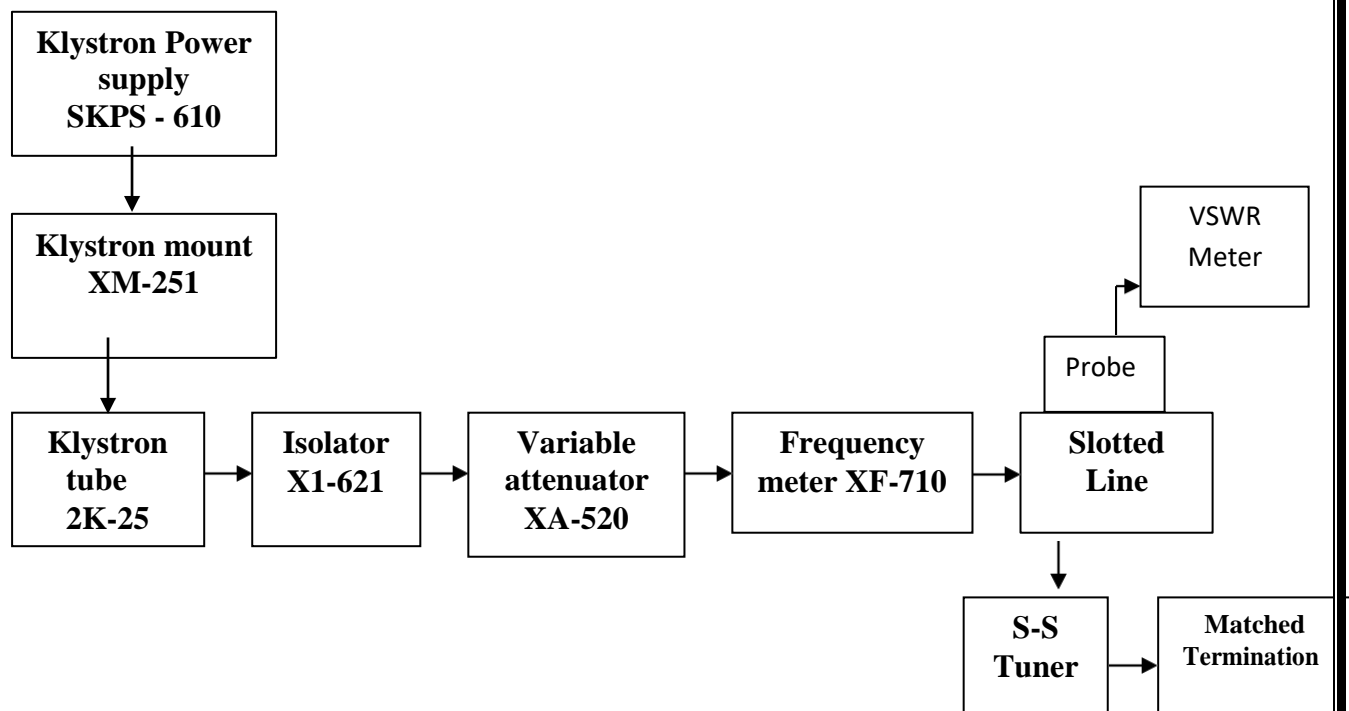 Klystron Power
supply
SKPS - 610
Klystron mount
XM-251
VSWR
Meter
Probe
Klystron
tube
2K-25
Isolator
X1-621
Variable
attenuator
XA-520
Frequency
meter XF-710
Slotted
Line
S-S
Tuner
Matched
Termination